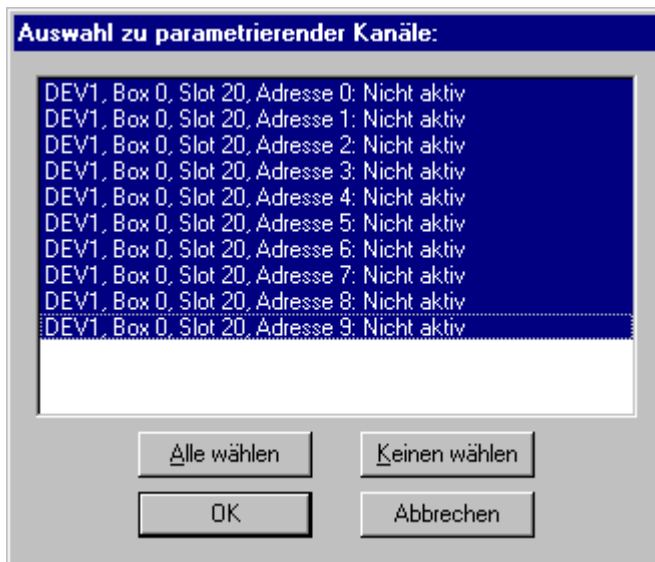 Auswahl zu parametrierender Kanäle:
DEV1, Box 0, Slot 20, Adresse 0: Nicht aktiv
DEV1, Box 0, Slot 20, Adresse 1: Nicht aktiv
DEV1, Box 0, Slot 20, Adresse 2: Nicht aktiv
DEV1, Box 0, Slot 20, Adresse 3: Nicht aktiv
DEV1, Box 0, Slot 20, Adresse 4: Nicht aktiv
DEV1, Box 0, Slot 20, Adresse 5: Nicht aktiv
DEV1, Box 0, Slot 20, Adresse 6: Nicht aktiv
DEV1, Box 0, Slot 20, Adresse 7: Nicht aktiv
DEV1, Box 0, Slot 20, Adresse 8: Nicht aktiv
DEV1, Box 0, Slot 20, Adresse 9: Nicht aktiv
Alle wählen Keinen wählen
OK Abbrechen